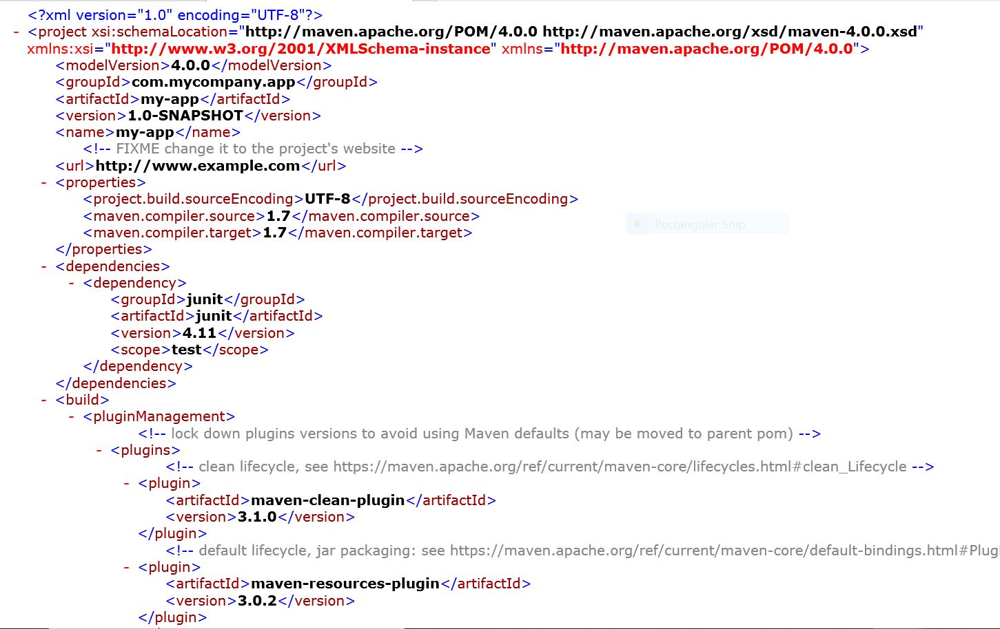 <?xml version="1.0" encoding="UTF-8"?>
- <project xsi:schemaLocation="http://maven.apache.org/POM/4.0.0 http://maven.apache.org/xsd/maven-4.0.0.xsd"
xmlns:xsi="http://www.w3.org/2001/XMLSchema-instance" xmlns="http://maven.apache.org/POM/4.0.0">
<modelVersion>4.0.0</modelVersion>
<groupId>com.mycompany.app</groupId>
<artifactId>my-app</artifactId>
<version>1.0-SNAPSHOT</version>
<name>my-app</name>
<!-- FIXME change it to the project's website -->
<url>http://www.example.com</url>
- <properties>
<project.build.sourceEncoding>UTF-8</project.build.sourceEncoding>
<maven.compiler.source>1.7</maven.compiler.source>
Rectangular Snip
<maven.compiler.target>1.7</maven.compiler.target>
</properties>
- <dependencies>
- <dependency>
<groupId>junit</groupId>
<artifactId>junit</artifactId>
<version>4.11</version>
<scope>test</scope>
</dependency>
</dependencies>
- <build>
- <pluginManagement>
<!-- lock down plugins versions to avoid using Maven defaults (may be moved to parent pom) -->
- <plugins>
<!-- clean lifecycle, see https://maven.apache.org/ref/current/maven-core/lifecycles.html#clean_Lifecycle -->
- <plugin>
<artifactId>maven-clean-plugin</artifactId>
<version>3.1.0</version>
</plugin>
<!-- default lifecycle, jar packaging: see https://maven.apache.org/ref/current/maven-core/default-bindings.html#Plugi
- <plugin>
<artifactId>maven-resources-plugin</artifactId>
<version>3.0.2</version>
</plugin>